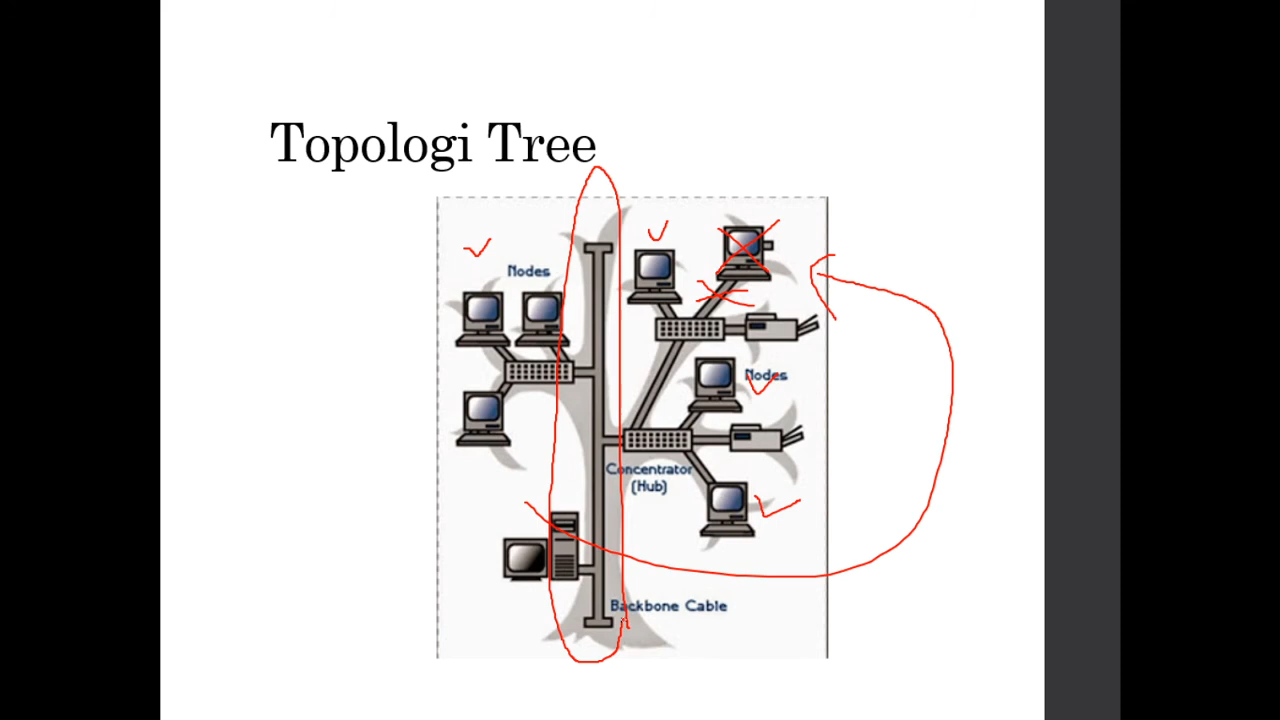 Topologi Tree
Nodes
Nodes
Concentrator
(Hub)
Backbone Cable